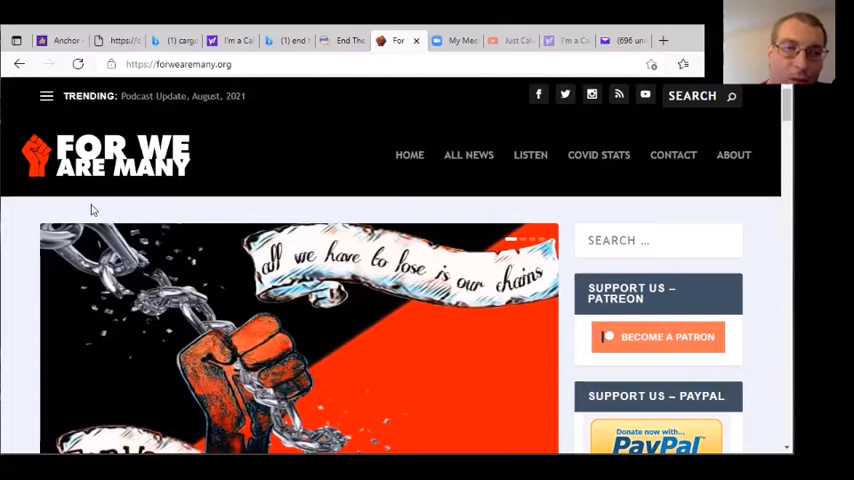 Anchor -
https://d
(1) cargo
I'm a Cal
(1) end t
End The
For
My Mee
Just Cal
I'm a Ca
(696 unr
https://forwearemany.org
TRENDING: Podcast Update, August, 2021
SEARCH
FOR WE
ARE MANY
HOME
ALL NEWS
LISTEN
COVID STATS
CONTACT
ABOUT
all we have to lose is our chains
SEARCH ...
SUPPORT US –
PATREON
BECOME A PATRON
SUPPORT US – PAYPAL
Donate now with...
PayPal